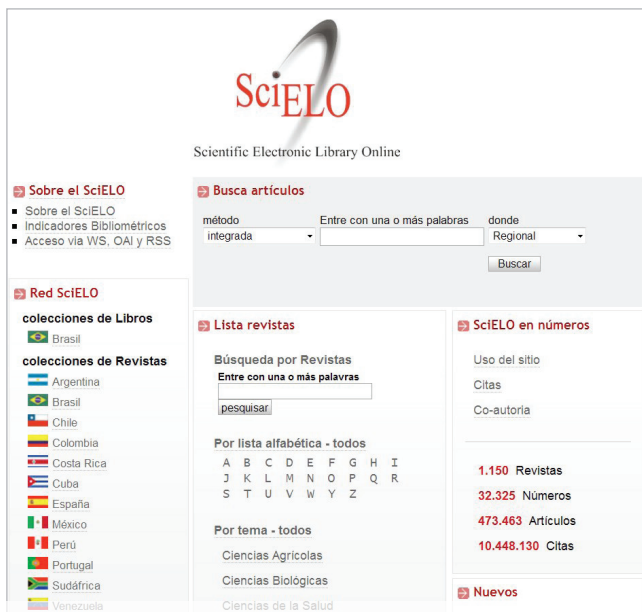 SciELO
Scientific Electronic Library Online
Sobre el SciELO
Sobre el SciELO
Indicadores Bibliométricos
Acceso via WS, OAI y RSS
Busca artículos
método
Entre con una o más palabras
donde
integrada
Regional
Buscar
Red SciELO
colecciones de Libros
Brasil
colecciones de Revistas
Argentina
Brasil
Chile
Colombia
Costa Rica
Cuba
España
México
Perú
Portugal
Sudáfrica
Venezuela
Lista revistas
Búsqueda por Revistas
Entre con una o más palavras
pesquisar
Por lista alfabética - todos
A B C D E F G H I
J K L M N O P Q R
S T U V W Y Z
Por tema - todos
Ciencias Agrícolas
Ciencias Biológicas
Ciencias de la Salud
SciELO en números
Uso del sitio
Citas
Co-autoria
1.150 Revistas
32.325 Números
473.463 Artículos
10.448.130 Citas
Nuevos